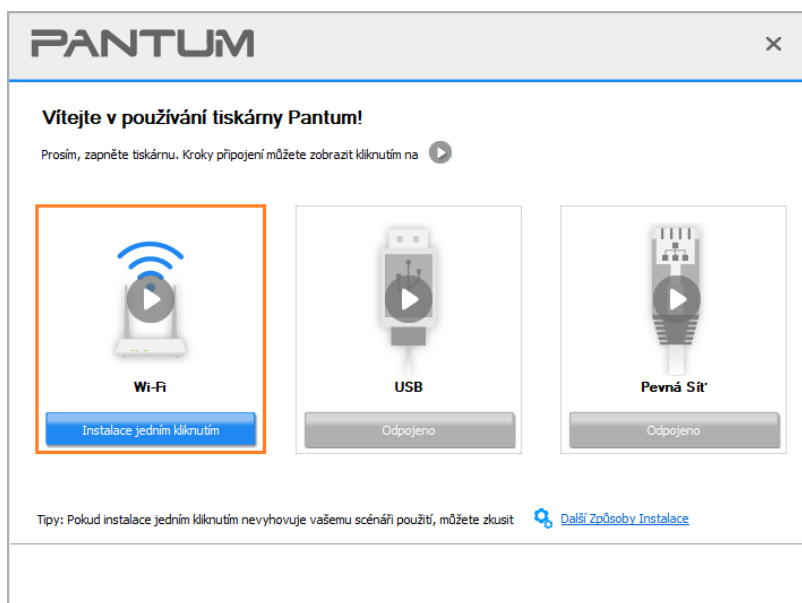 PANTUM
Vítejte v používání tiskárny Pantum!
Prosím, zapněte tiskárnu. Kroky připojení můžete zobrazit kliknutím na
Wi-Fi
USB
Pevná Síť
Instalace jedním kliknutím
Odpojeno
Odpojeno
Tipy: Pokud instalace jedním kliknutím nevyhovuje vašemu scénáři použití, můžete zkusit Další Způsoby Instalace